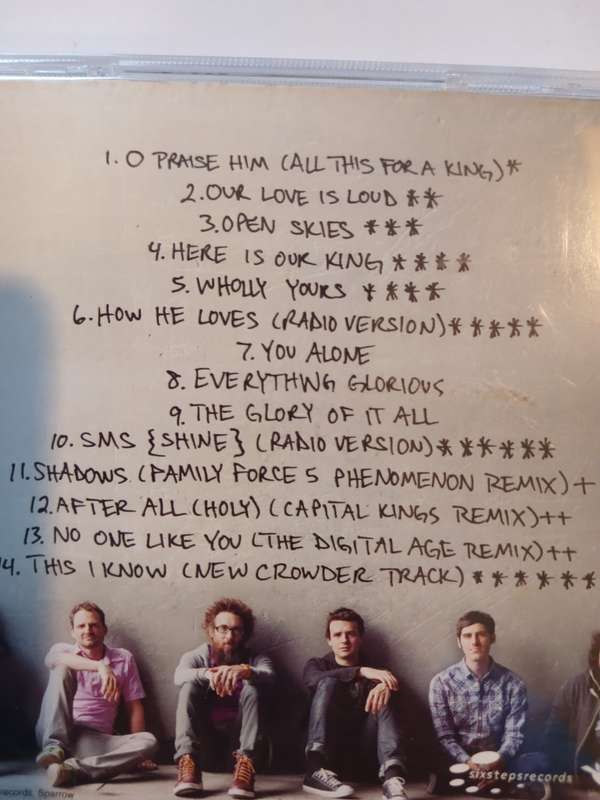 1. O PRAISE HIM (ALL THIS FOR A KING)*
2. OUR LOVE IS LOUD **
3. OPEN SKIES ***
4. HERE IS OUR KING ****
5. WHOLLY YOURS ****
6. HOW HE LOVES (RADIO VERSION)*****
7. YOU ALONE
8. EVERYTHING GLORIOUS
9. THE GLORY OF IT ALL
10. SMS {SHINE} (RADIO VERSION)******
11. SHADOWS (FAMILY FORCE 5 PHENOMENON REMIX)+
12. AFTER ALL (HOLY) (CAPITAL KINGS REMIX)++
13. NO ONE LIKE YOU (THE DIGITAL AGE REMIX)++
4. THIS I KNOW (NEW CROWDER TRACK) ******
sixstepsrecords
records, Sparrow